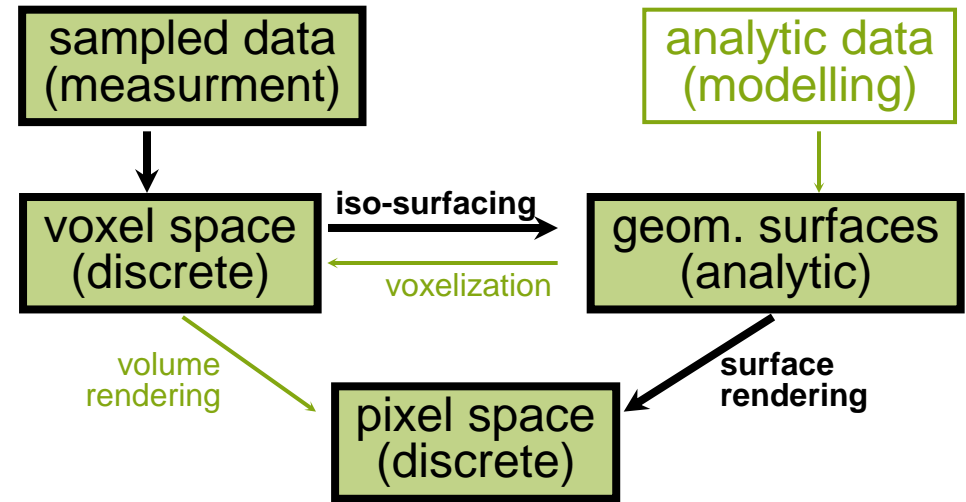 sampled data
(measurment)
analytic data
(modelling)
iso-surfacing
voxel space
(discrete)
geom. surfaces
(analytic)
voxelization
volume
rendering
surface
rendering
pixel space
(discrete)